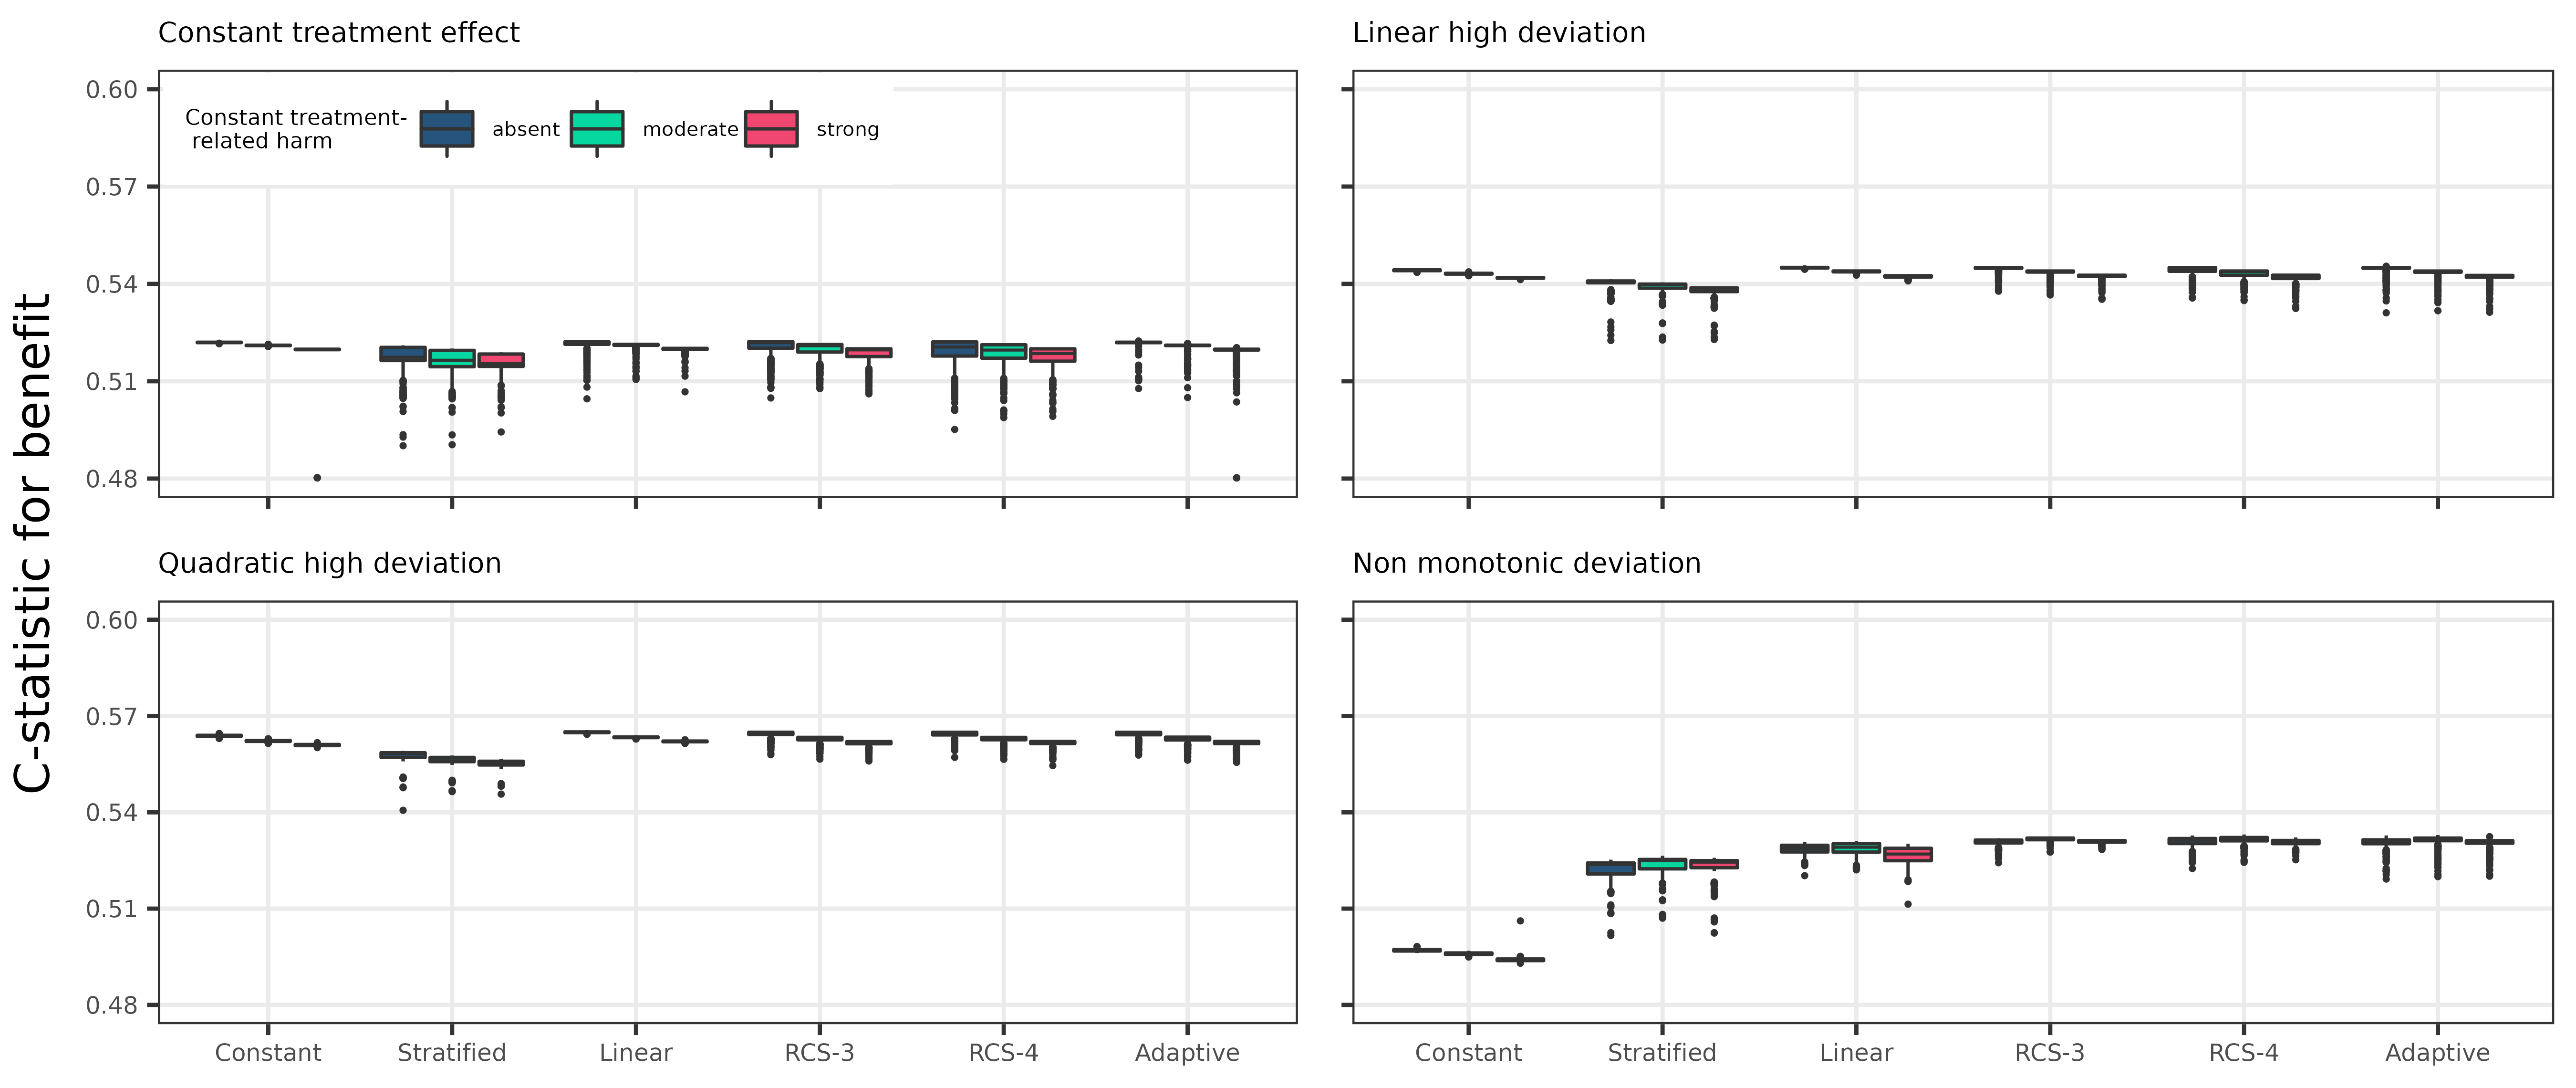 Constant treatment effect
Linear high deviation
0.60
Constant treatment-
related harm
absent
moderate
strong
0.57
0.54
0.51
0.48
C-statistic for benefit
Quadratic high deviation
Non monotonic deviation
0.60
0.57
0.54
0.51
0.48
Constant
Stratified
Linear
RCS-3
RCS-4
Adaptive
Constant
Stratified
Linear
RCS-3
RCS-4
Adaptive